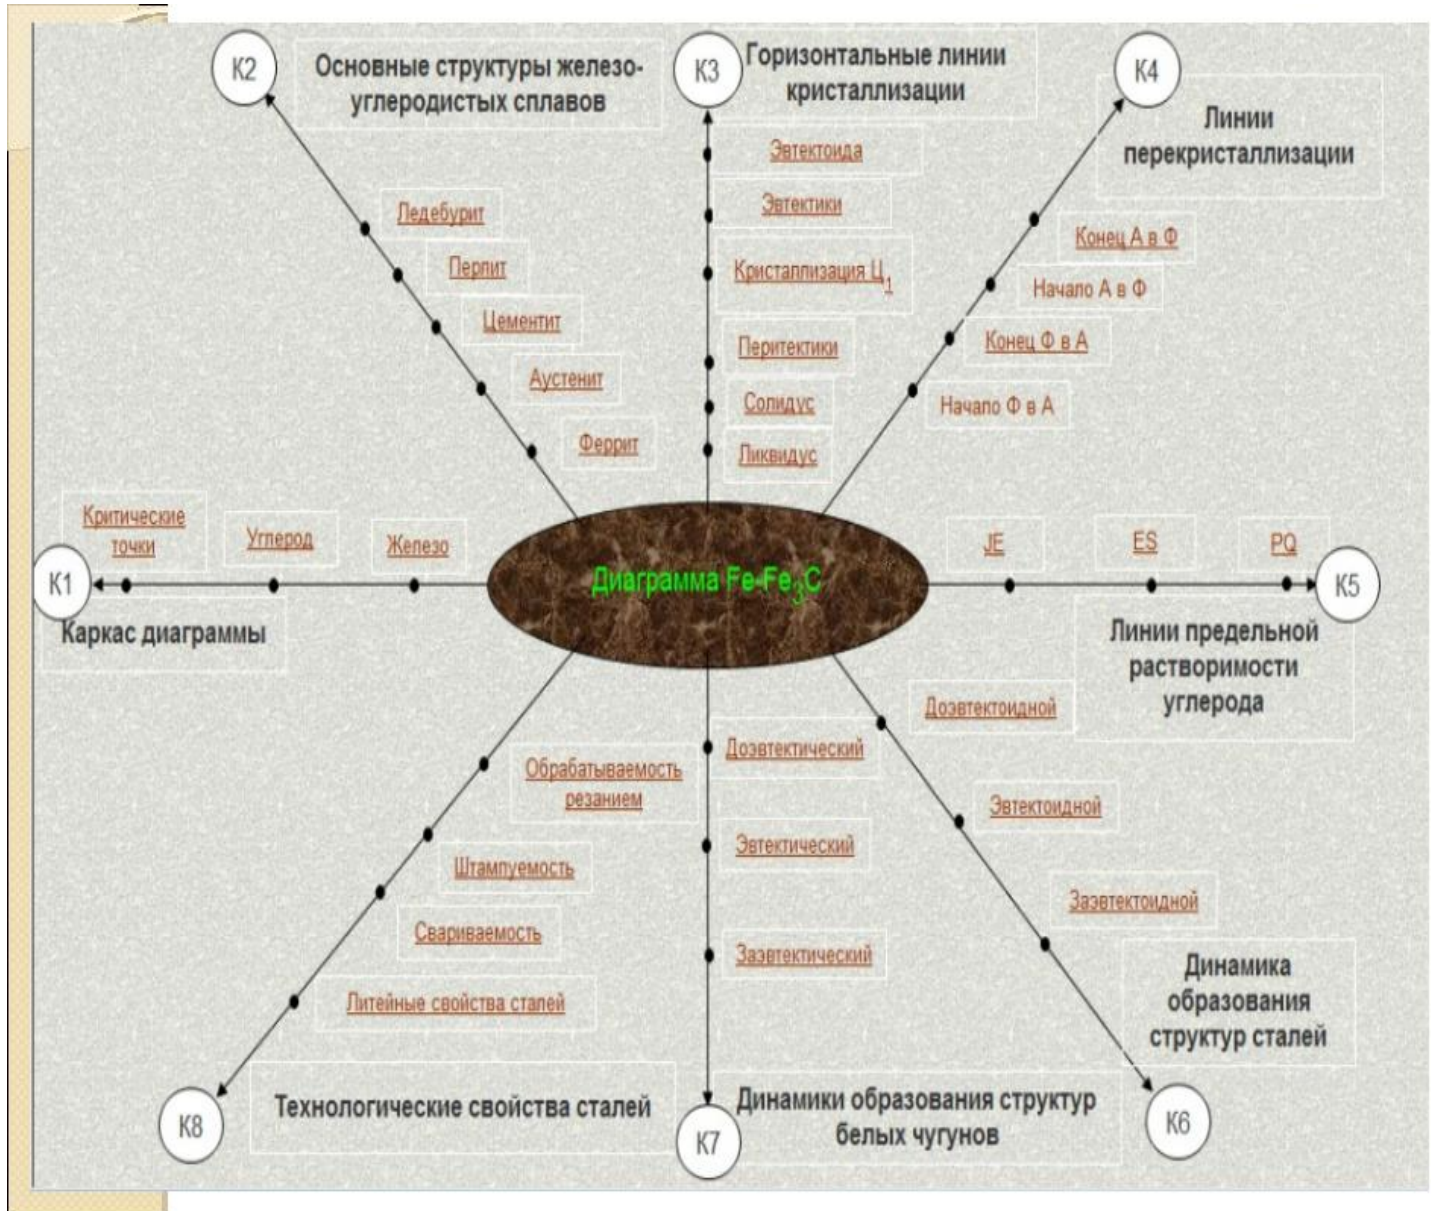 К2
Основные структуры железо-
углеродистых сплавов
К3
Горизонтальные линии
кристаллизации
К4
Линии
перекристаллизации
Ледебурит
Перлит
Цементит
Аустенит
Феррит
Эвтектоида
Эвтектики
Кристаллизация Ц1
Перитектики
Солидус
Ликвидус
Конец А в Ф
Начало А в Ф
Конец Ф в А
Начало Ф в А
Критические
точки
Углерод
Железо
К1
Каркас диаграммы
Диаграмма Fe-Fe3C
JE
ES
PQ
К5
Линии предельной
растворимости
углерода
Обрабатываемость
резанием
Штампуемость
Свариваемость
Литейные свойства сталей
К8
Технологические свойства сталей
Доэвтектический
Эвтектический
Заэвтектический
К7
Динамики образования структур
белых чугунов
Доэвтектоидной
Эвтектоидной
Заэвтектоидной
Динамика
образования
структур сталей
К6